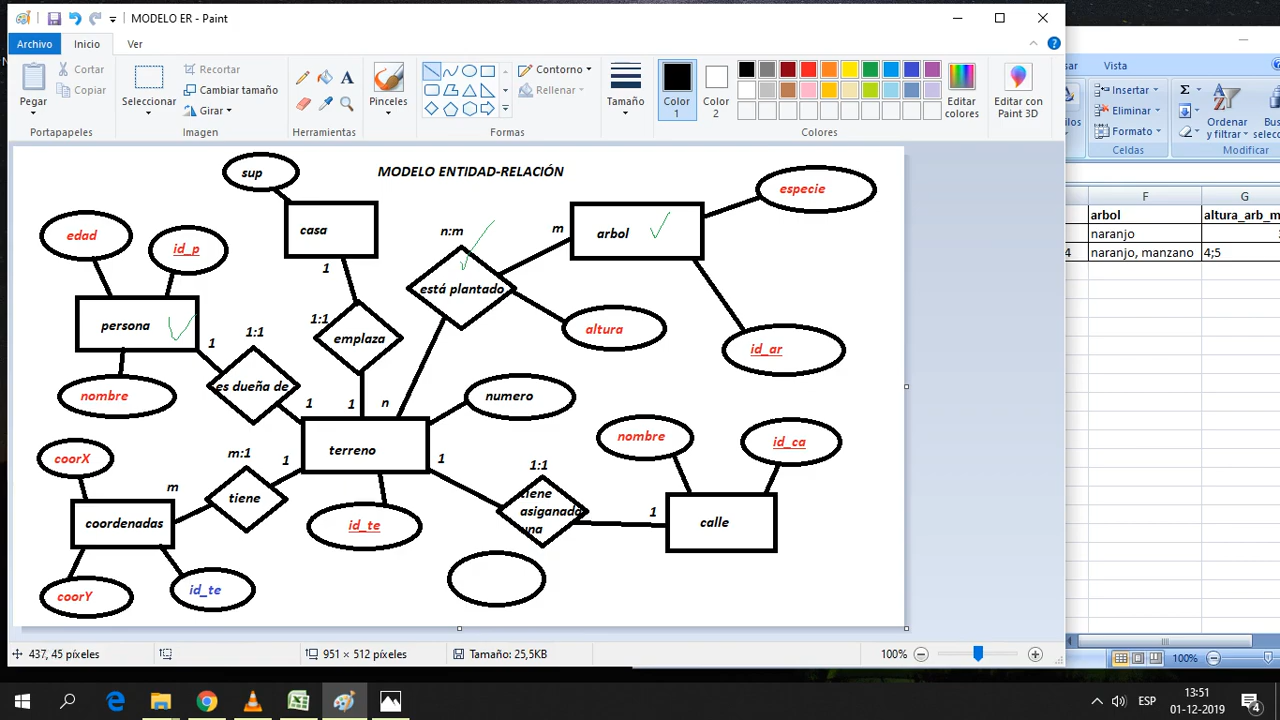 MODELO ER - Paint
Archivo Inicio Ver
Pegar
Cortar
Copiar
Portapapeles
Seleccionar
Recortar
Cambiar tamaño
Girar
Imagen
Herramientas
Pinceles
Contorno
Rellenar
Formas
Tamaño
Color 1
Color 2
Editar colores
Editar con Paint 3D
Colores
Vista
Insertar
Eliminar
Formato
Celdas
Ordenar y filtrar
Modificar
F G
arbol
naranjo
4 naranjo, manzano 4;5
MODELO ENTIDAD-RELACIÓN
sup
casa
1
1:1
emplaza
1
edad
id_p
persona
nombre
1
1:1
es dueña de
1
n:m
m
está plantado
n
altura
arbol
especie
id_ar
numero
terreno
id_te
coorX
coordenadas
coorY
id_te
m
m:1
tiene
1
1
1:1
tiene
asiganada
una
1
calle
nombre
id_ca
437, 45 píxeles
951 × 515píxeles
Tamaño: 25,5KB
100%
100%
ESP
13:51
01-12-2019
4